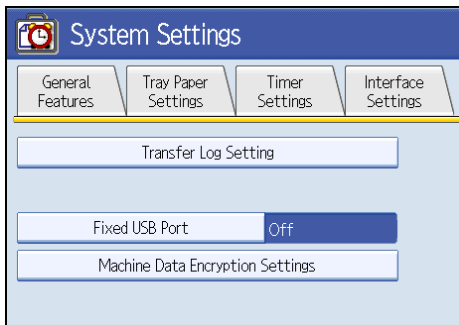 System Settings
General Features
Tray Paper Settings
Timer Settings
Interface Settings
Transfer Log Setting
Fixed USB Port Off
Machine Data Encryption Settings